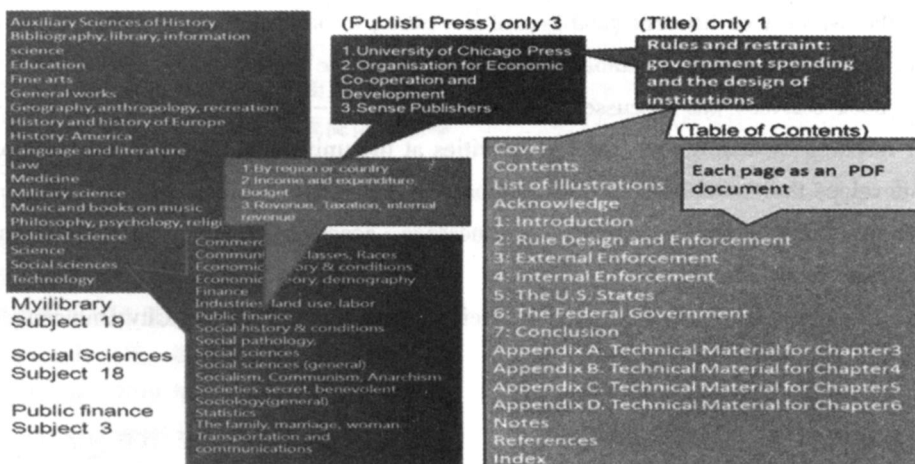 Auxiliary Sciences of History
Bibliography, library, information
science
Education
Fine arts
General works
Geography, anthropology, recreation
History and history of Europe
History: America
Language and literature
Law
Medicine
Military science
Music and books on music
Philosophy, psychology,
Political science
Science
Social sciences
Technology
Myilibrary
Subject 19
Social Sciences
Subject 18
Public finance
Subject 3
1.By region or country
2 Income and expenditure,
Budget
3.Revenue, Taxation, internal
revenue
Economic theory, demography
Finance
Industries, land use, labor
Public finance
Social history & conditions
Social pathology,
Social sciences
Social sciences (general)
Socialism, Communism, Anarchism
Societies: secret, benevolent
Sociology(general)
Statistics
The family, marriage, woman
Transportation and
communications
(Publish Press) only 3
1.University of Chicago Press
2. Organisation for Economic
Co-operation and
Development
3.Sense Publishers
(Title) only 1
Rules and restraint:
government spending
and the design of
institutions
(Table of Contents)
Each page as an PDF
document
Cover
Contents
List of Illustrations
Acknowledge
1: Introduction
2: Rule Design and Enforcement
3: External Enforcement
4: Internal Enforcement
5: The U.S. States
6: The Federal Government
7: Conclusion
Appendix A. Technical Material for Chapter3
Appendix B. Technical Material for Chapter4
Appendix C. Technical Material for Chapter5
Appendix D. Technical Material for Chapter6
Notes
References
Index